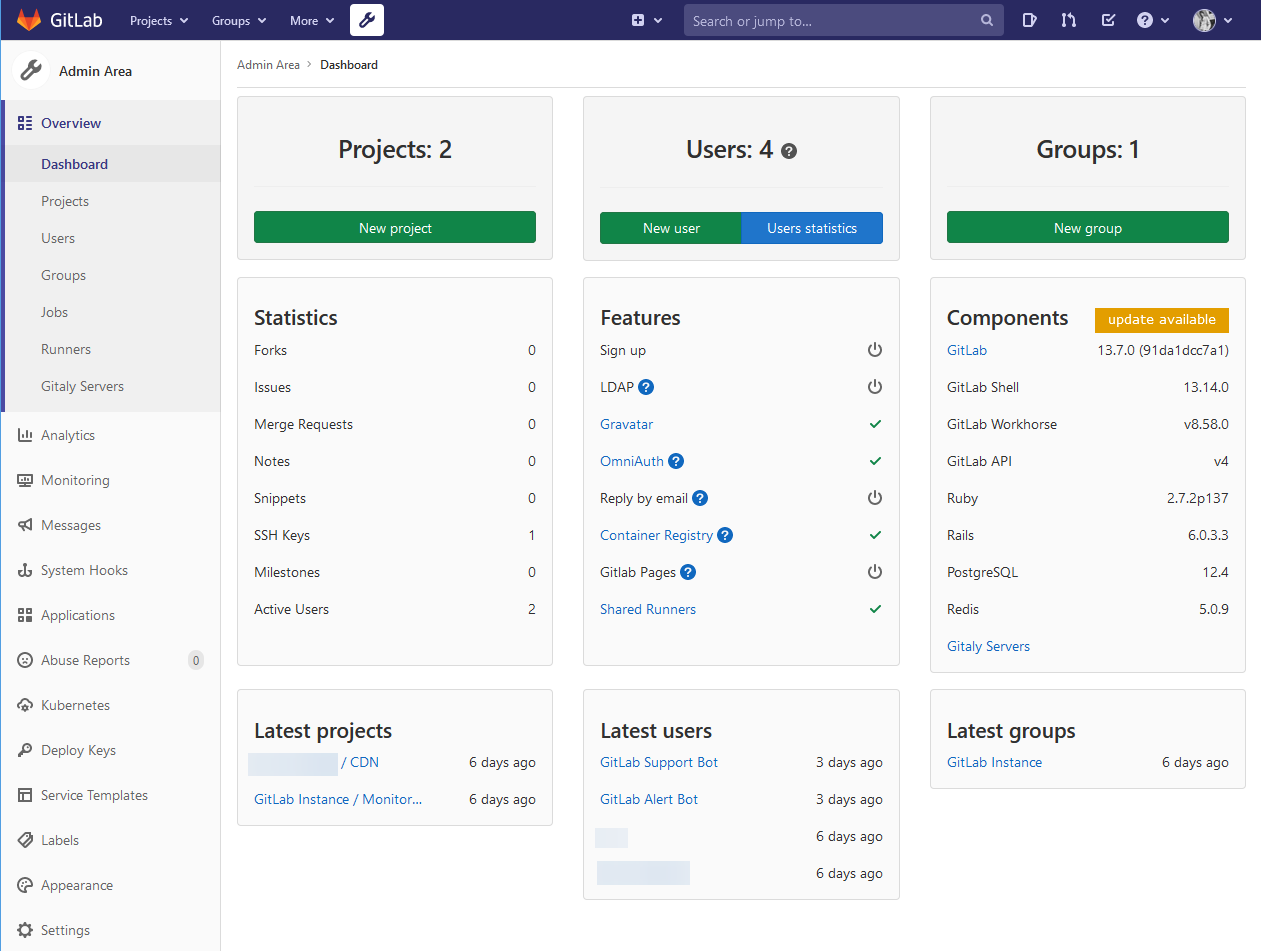 GitLab Projects Groups More Search or jump to...
Admin Area
Overview
Dashboard
Projects
Users
Groups
Jobs
Runners
Gitaly Servers
Analytics
Monitoring
Messages
System Hooks
Applications
Abuse Reports 0
Kubernetes
Deploy Keys
Service Templates
Labels
Appearance
Settings
Admin Area > Dashboard
Projects: 2
New project
Users: 4 ?
New user Users statistics
Groups: 1
New group
Statistics
Forks 0
Issues 0
Merge Requests 0
Notes 0
Snippets 0
SSH Keys 1
Milestones 0
Active Users 2
Features
Sign up
LDAP ?
Gravatar
OmniAuth ?
Reply by email ?
Container Registry ?
Gitlab Pages ?
Shared Runners
Components update available
GitLab 13.7.0 (91da1dcc7a1)
GitLab Shell 13.14.0
GitLab Workhorse v8.58.0
GitLab API v4
Ruby 2.7.2p137
Rails 6.0.3.3
PostgreSQL 12.4
Redis 5.0.9
Gitaly Servers
Latest projects
/ CDN 6 days ago
GitLab Instance / Monitor... 6 days ago
Latest users
GitLab Support Bot 3 days ago
GitLab Alert Bot 3 days ago
6 days ago
6 days ago
Latest groups
GitLab Instance 6 days ago